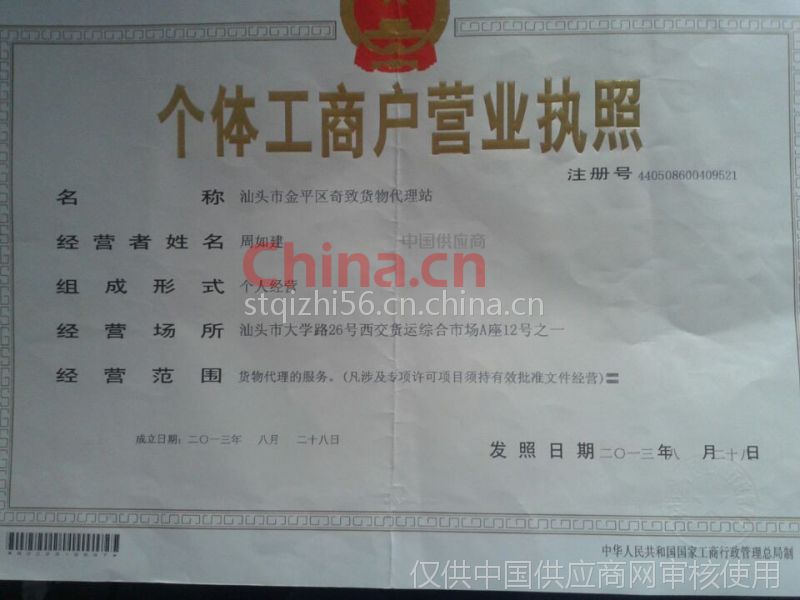 个体工商户营业执照
注册号 440508600409521
名 称 汕头市金平区奇致货物代理站
经营者姓名 周如建
中国供应商
China.cn
组成形式 个人经营
stqizhi56.cn.china.cn
经营场所 汕头市大学路26号西交货运综合市场A座12号之一
经营范围 货物代理的服务。(凡涉及专项许可项目须持有效批准文件经营)〓
成立日期：二〇一三年 八月 二十八日
发照日期 二〇一三年八月二十八日
中华人民共和国国家工商行政管理总局制
仅供中国供应商网审核使用